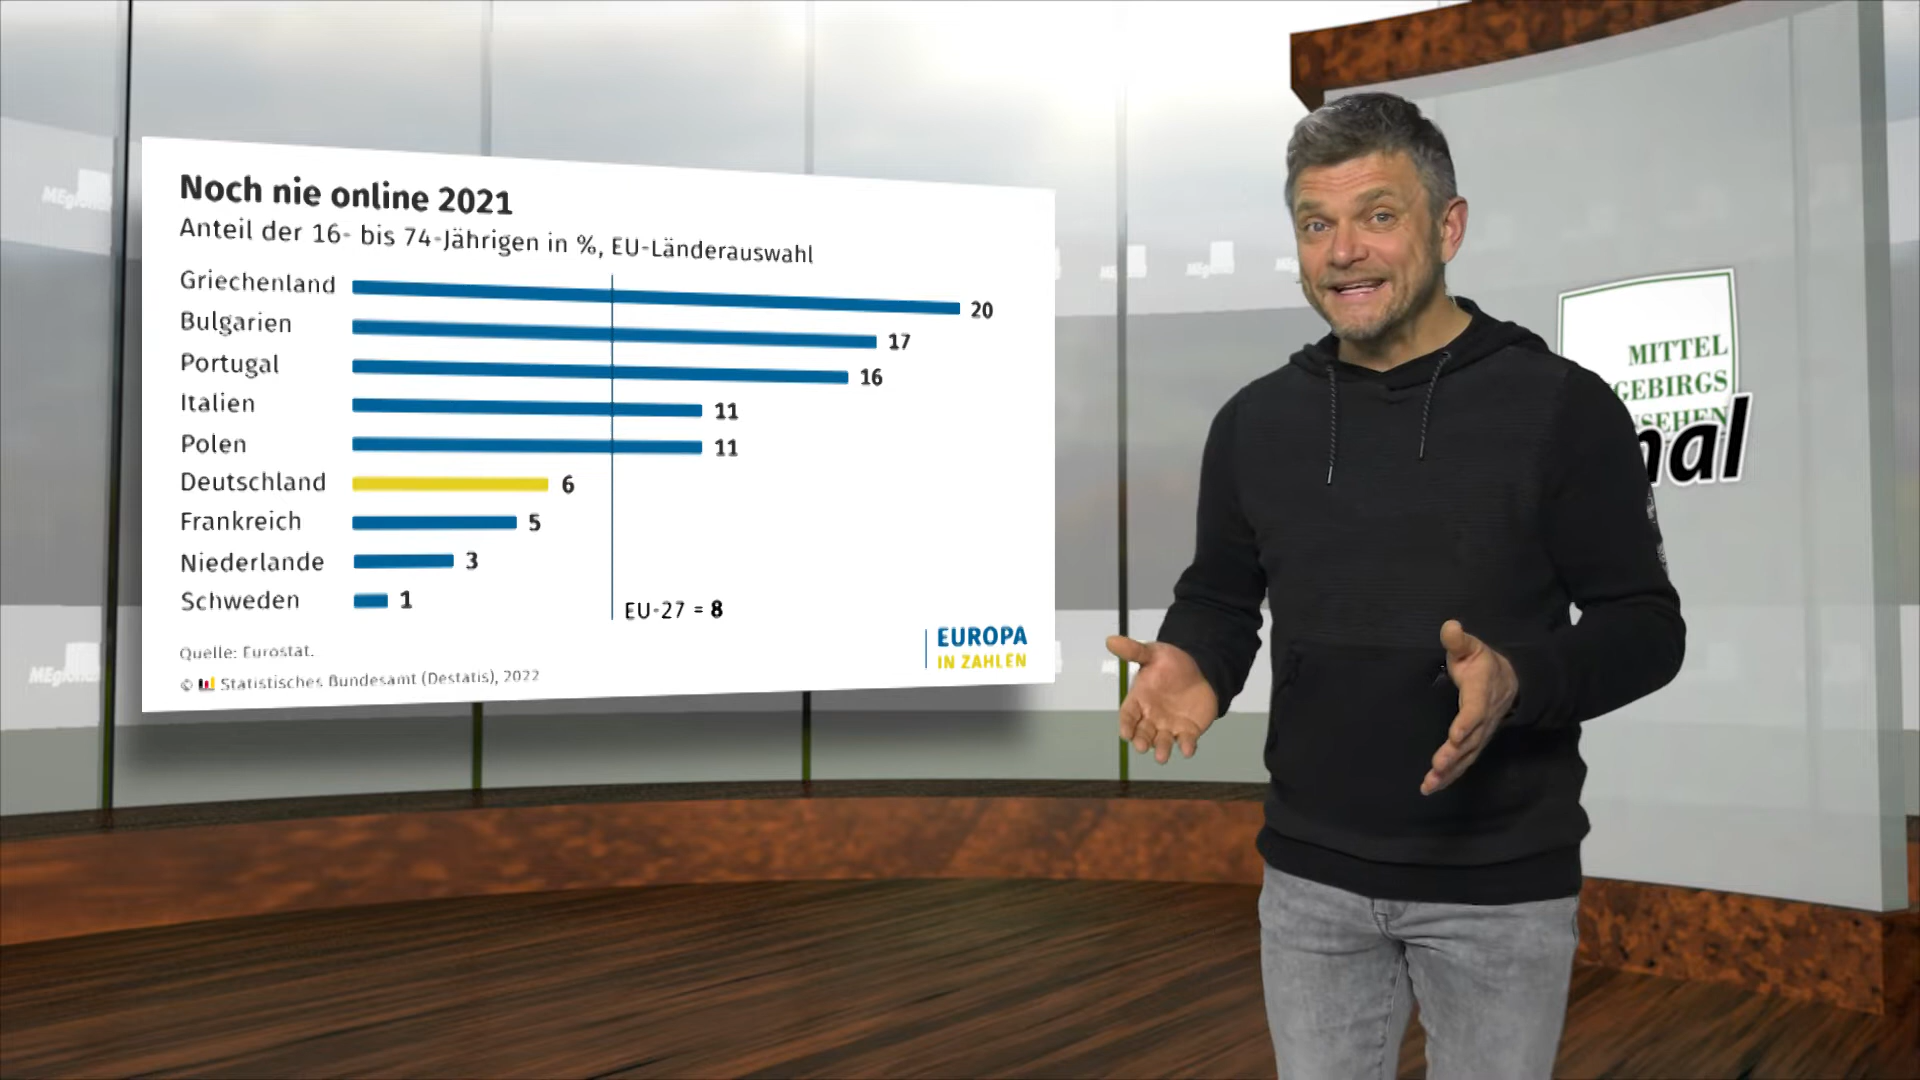 Noch nie online 2021
Anteil der 16- bis 74-Jährigen in %, EU-Länderauswahl
Griechenland 20
Bulgarien 17
Portugal 16
Italien 11
Polen 11
Deutschland 6
Frankreich 5
Niederlande 3
Schweden 1
EU-27 = 8
EUROPA
IN ZAHLEN
Quelle: Eurostat.
© Statistisches Bundesamt (Destatis), 2022
MITTEL
GEBIRGS